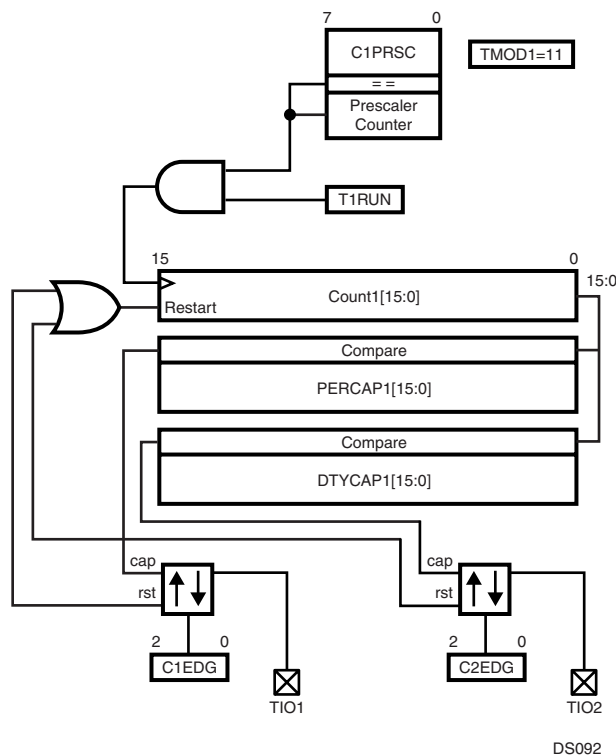 7 0
C1PRSC
TMOD1=11
= =
Prescaler
Counter
T1RUN
15 0
15:0
Count1[15:0]
Restart
Compare
PERCAP1[15:0]
Compare
DTYCAP1[15:0]
cap
rst
cap
rst
2 0
2 0
C1EDG
C2EDG
TIO1
TIO2
DS092